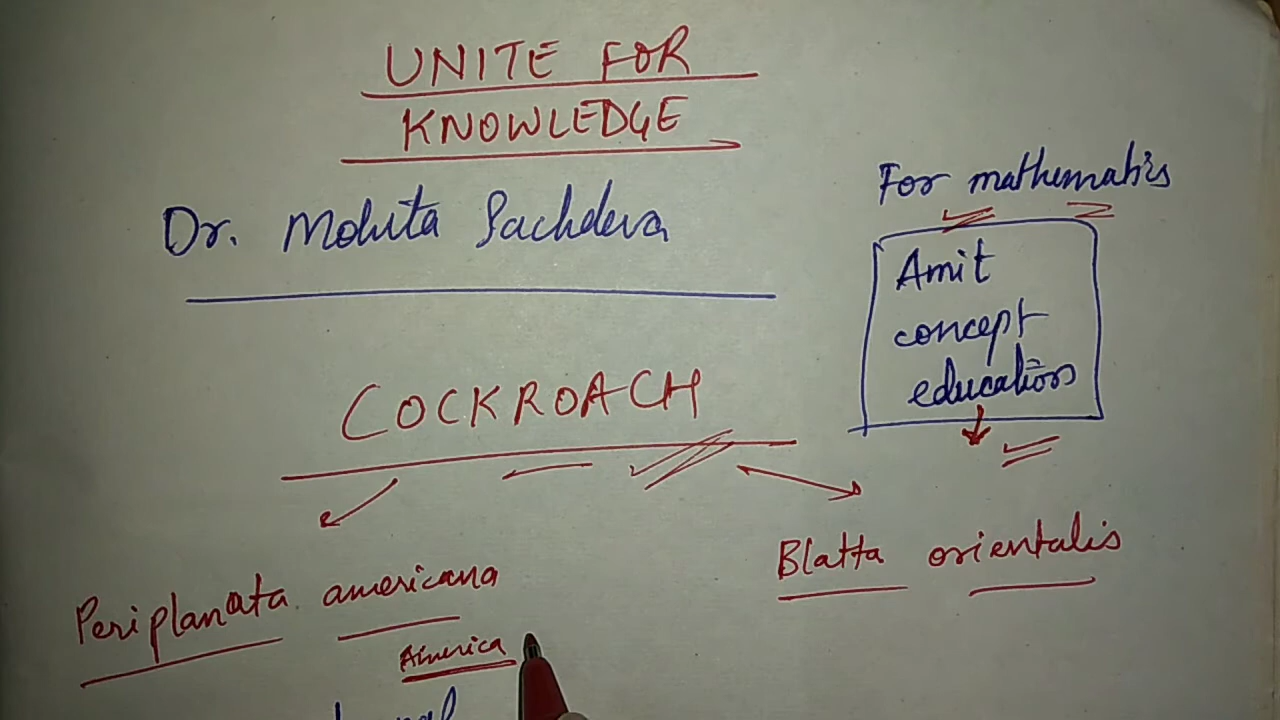 UNITE FOR
KNOWLEDGE
Dr. Mohita Sachdeva
For mathematics
Amit
concept
education
COCKROACH
Periplanata americana
Blatta orientalis
America